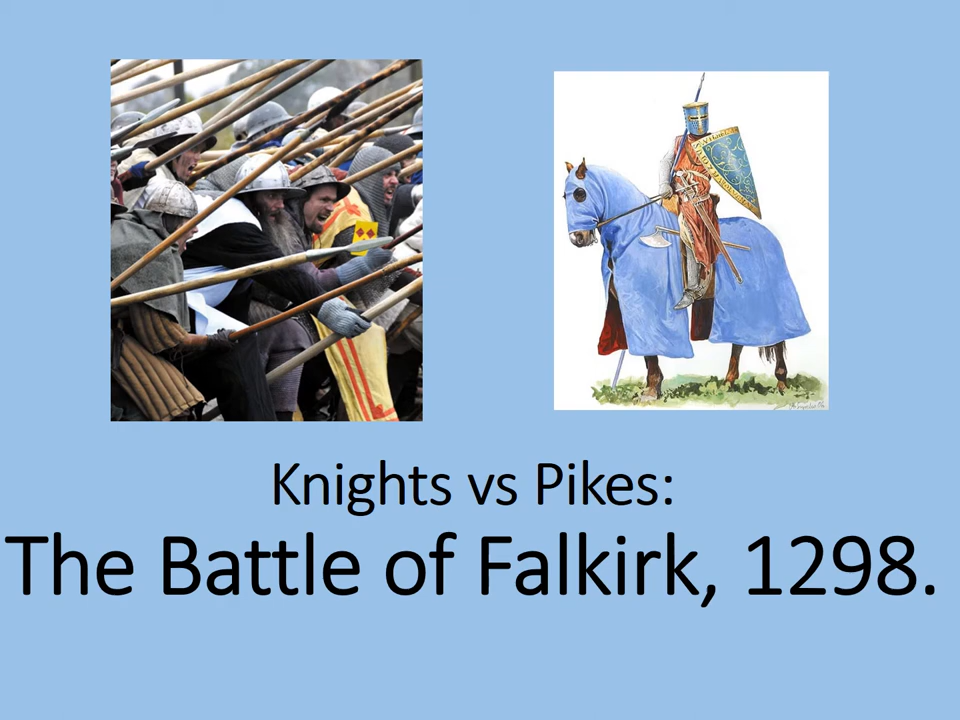 Knights vs Pikes:
The Battle of Falkirk, 1298.